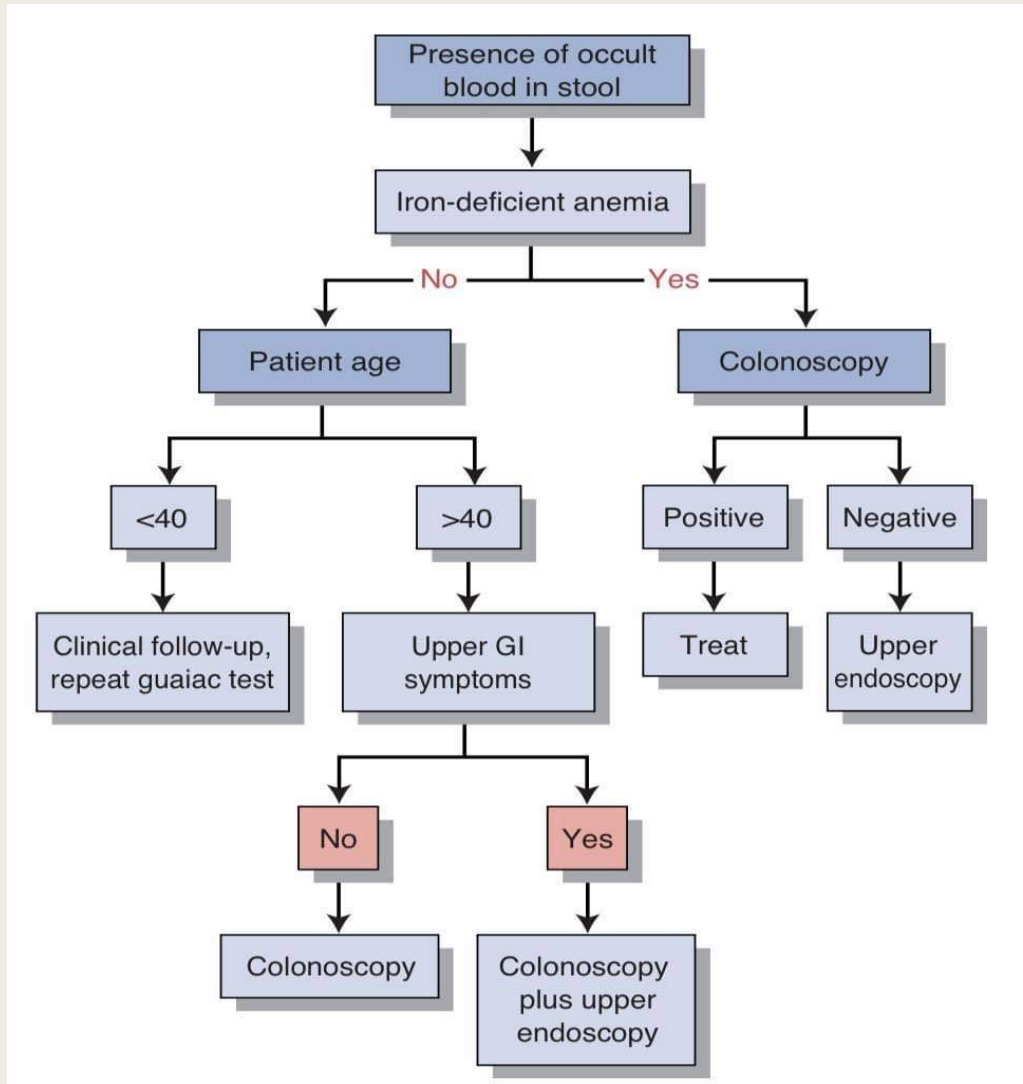 Presence of occult
blood in stool
Iron-deficient anemia
No
Yes
Patient age
Colonoscopy
<40
>40
Positive
Negative
Clinical follow-up,
repeat guaiac test
Upper GI
symptoms
Treat
Upper
endoscopy
No
Yes
Colonoscopy
Colonoscopy
plus upper
endoscopy